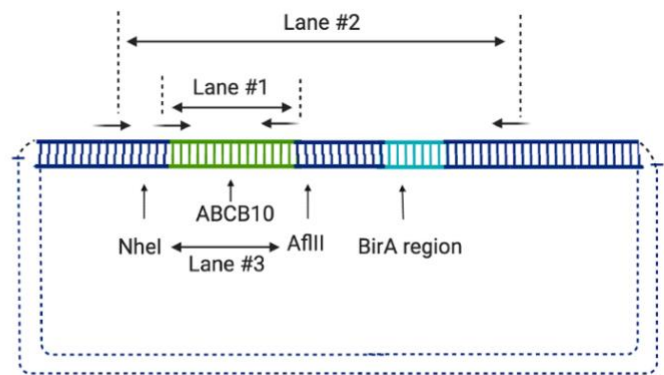 Lane #2
Lane #1
ABCB10
NheI
AflII
BirA region
Lane #3